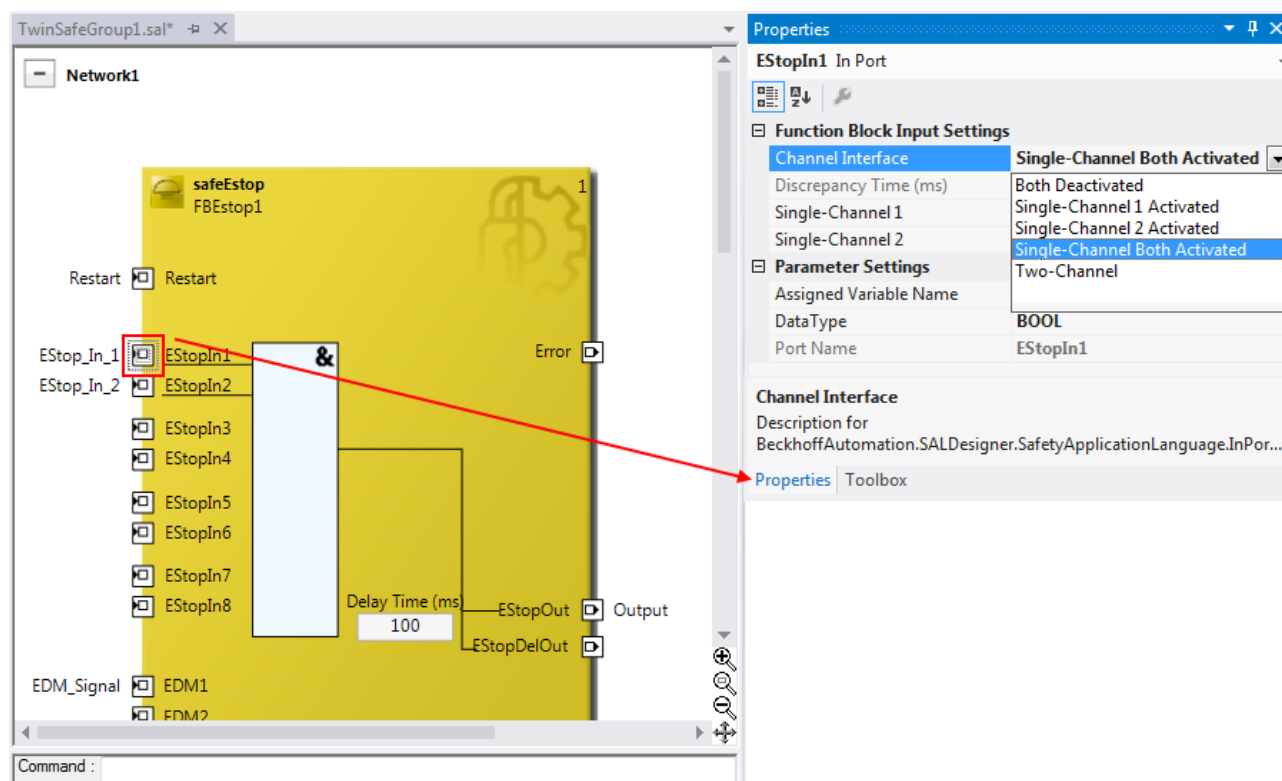 TwinSafeGroup1.sal*
Network1
safeEstop
1
FBEstop1
Restart
Restart
EStop_In_1
EStopIn1
&
Error
EStop_In_2
EStopIn2
EStopIn3
EStopIn4
EStopIn5
EStopIn6
EStopIn7
EStopIn8
Delay Time (ms)
100
EStopOut
Output
EStopDelOut
EDM_Signal
EDM1
EDM2
Command :
Properties
EStopIn1 In Port
Function Block Input Settings
Channel Interface
Single-Channel Both Activated
Discrepancy Time (ms)
Both Deactivated
Single-Channel 1
Single-Channel 1 Activated
Single-Channel 2 Activated
Single-Channel 2
Single-Channel Both Activated
Parameter Settings
Two-Channel
Assigned Variable Name
DataType
BOOL
Port Name
EStopIn1
Channel Interface
Description for
BeckhoffAutomation.SALDesigner.SafetyApplicationLanguage.InPor...
Properties
Toolbox